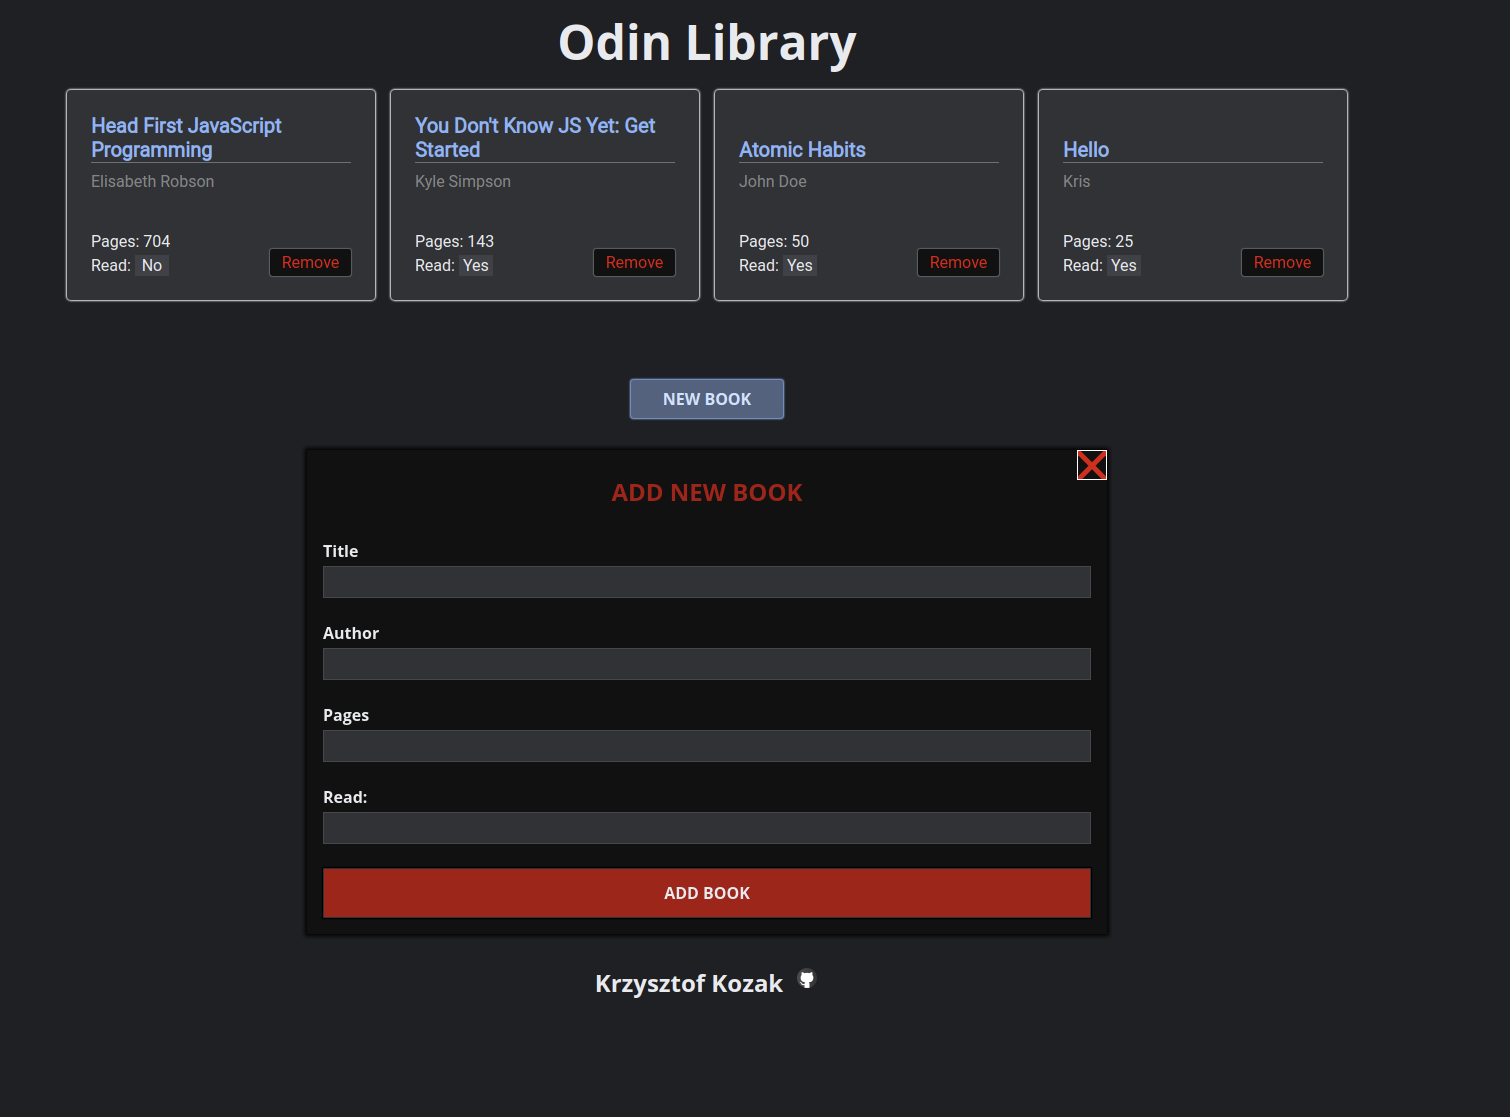 Odin Library
Head First JavaScript
Programming
Elisabeth Robson
Pages: 704
Read: No
Remove
You Don't Know JS Yet: Get
Started
Kyle Simpson
Pages: 143
Read: Yes
Remove
Atomic Habits
John Doe
Pages: 50
Read: Yes
Remove
Hello
Kris
Pages: 25
Read: Yes
Remove
NEW BOOK
ADD NEW BOOK
Title
Author
Pages
Read:
ADD BOOK
Krzysztof Kozak